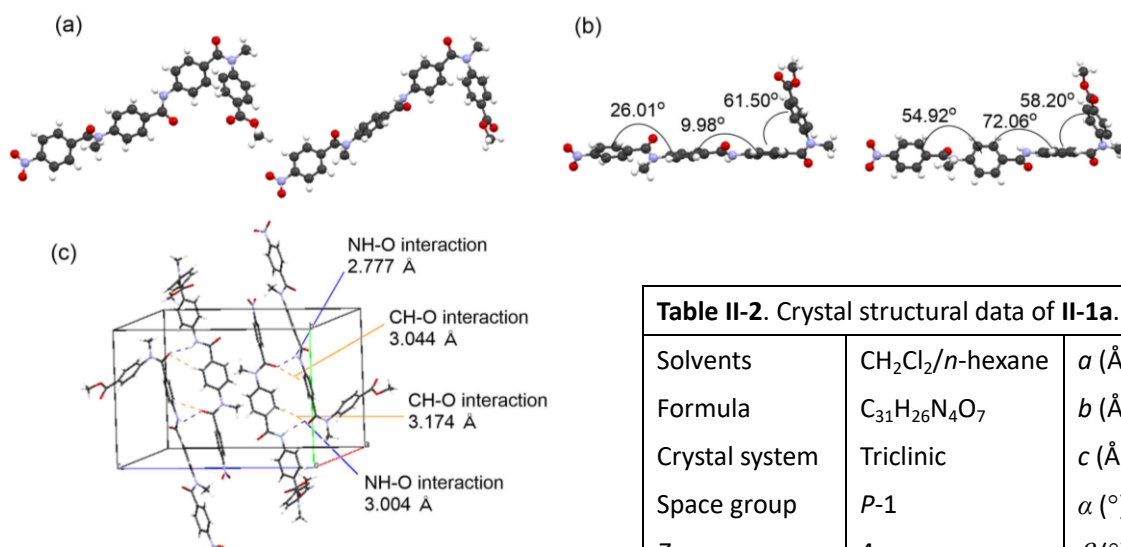 (a)
(b)
26.01°
9.98°
61.50°
54.92°
72.06°
58.20°
(c)
NH-O interaction
2.777 Å
CH-O interaction
3.044 Å
CH-O interaction
3.174 Å
NH-O interaction
3.004 Å
Table II-2. Crystal structural data of II-1a.
Solvents CH₂Cl₂/n-hexane a (Å
Formula C₃₁H₂₆N₄O₇ b (Å
Crystal system Triclinic c (Å
Space group P-1 α (°